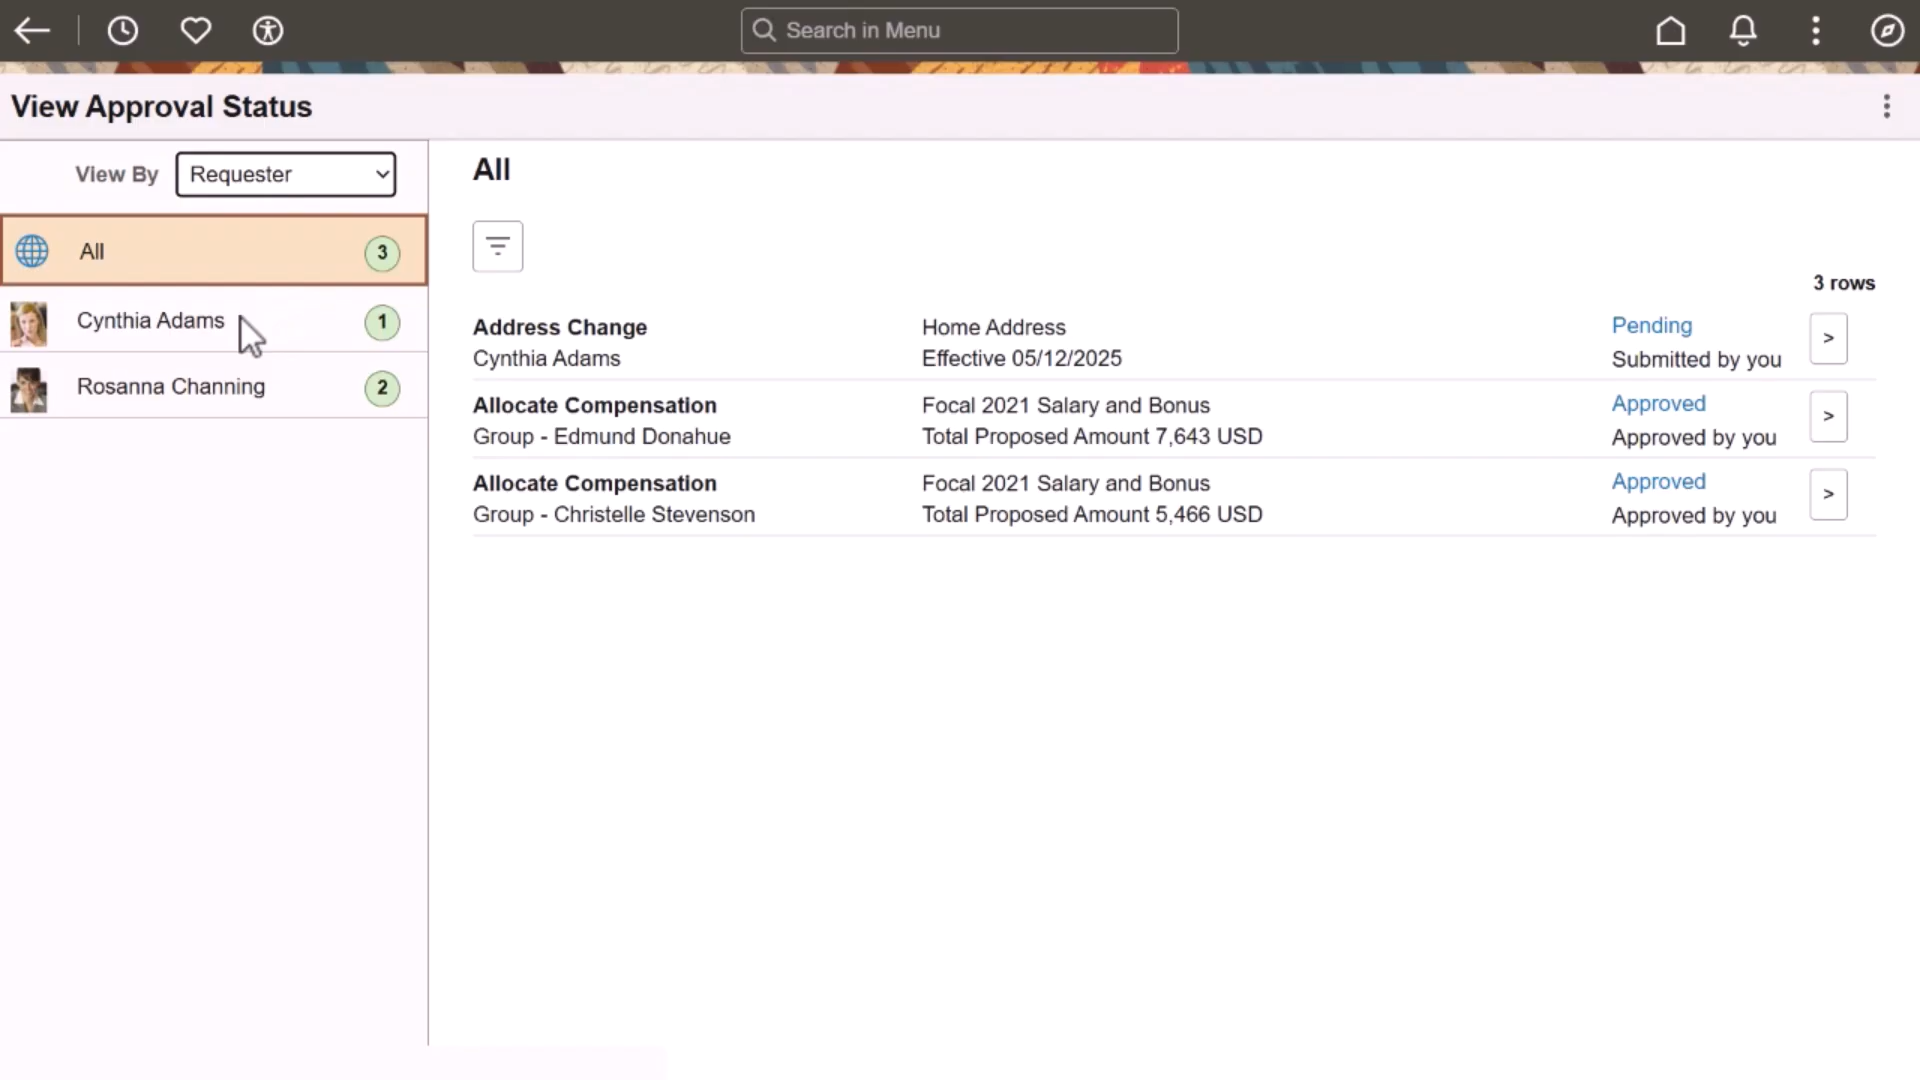 Search in Menu
View Approval Status
View By
Requester
All
3
Cynthia Adams
1
Rosanna Channing
2
All
3 rows
Address Change
Home Address
Pending
Cynthia Adams
Effective 05/12/2025
Submitted by you
>
Allocate Compensation
Focal 2021 Salary and Bonus
Approved
Group - Edmund Donahue
Total Proposed Amount 7,643 USD
Approved by you
>
Allocate Compensation
Focal 2021 Salary and Bonus
Approved
Group - Christelle Stevenson
Total Proposed Amount 5,466 USD
Approved by you
>